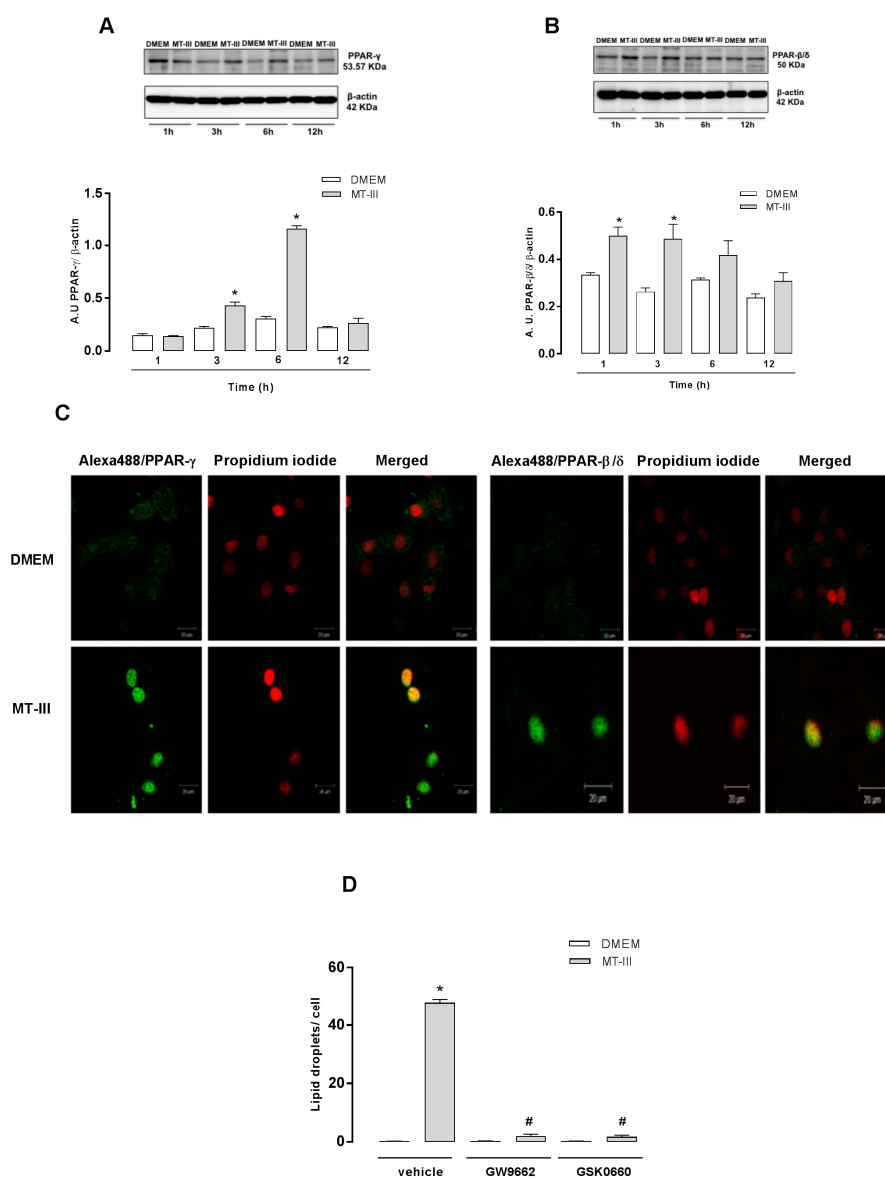 A
DMEM MT-III DMEM MT-III DMEM MT-III DMEM MT-III
PPAR-γ
53.57 KDa
β-actin
42 KDa
1h 3h 6h 12h
DMEM
MT-III
A.U PPAR-γ/ β-actin
1.5
1.0
0.5
0.0
* *
1 3 6 12
Time (h)
B
DMEM MT-III DMEM MT-III DMEM MT-III DMEM MT-III
PPAR-β/δ
50 KDa
β-actin
42 KDa
1h 3h 6h 12h
DMEM
MT-III
A. U. PPAR-β/δ/ β-actin
0.6
0.4
0.2
0.0
* *
1 3 6 12
Time (h)
C
Alexa488/PPAR-γ Propidium iodide Merged Alexa488/PPAR-β/δ Propidium iodide Merged
DMEM
MT-III
20 µm 20 µm 20 µm
D
DMEM
MT-III
Lipid droplets/ cell
60
40
20
0
* # #
vehicle GW9662 GSK0660